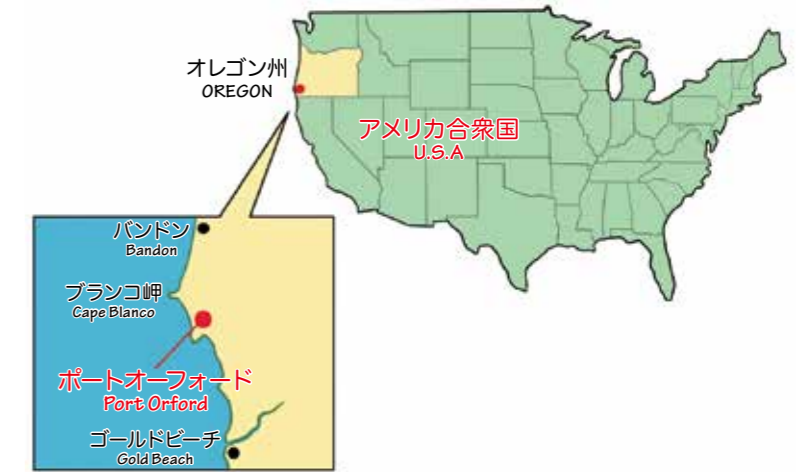 オレゴン州
OREGON
アメリカ合衆国
U.S.A
バンドン
Bandon
ブランコ岬
Cape Blanco
ポートオーフォード
Port Orford
ゴールドビーチ
Gold Beach